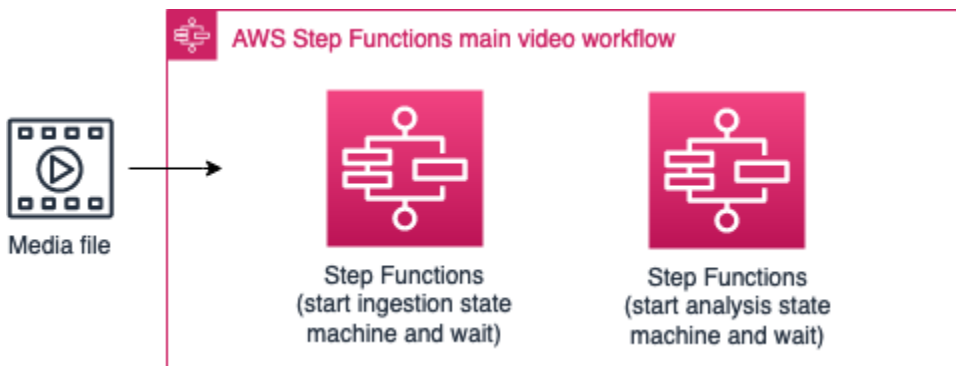 AWS Step Functions main video workflow
Media file
Step Functions
(start ingestion state
machine and wait)
Step Functions
(start analysis state
machine and wait)